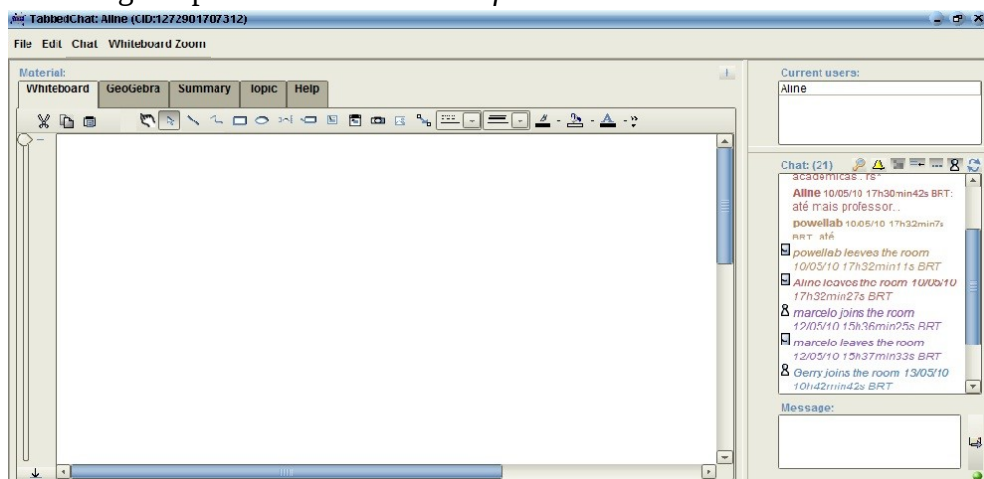 TabbedChat: Aline (CID:1272901707312)
File Edit Chat Whiteboard Zoom
Material:
Whiteboard GeoGebra Summary Topic Help
Current users:
Aline
Chat: (21)
academicas. rs"
Aline 10/05/10 17h30min42s BRT:
até mais professor..
powellab 10/05/10 17h32min7s
BRT: até
powellab leaves the room
10/05/10 17h32min11s BRT
Aline leaves the room 10/05/10
17h32min27s BRT
marcelo joins the room
12/05/10 15h36min25s BRT
marcelo leaves the room
12/05/10 15h37min33s BRT
Gerry joins the room 13/05/10
10h42min42s BRT
Message: